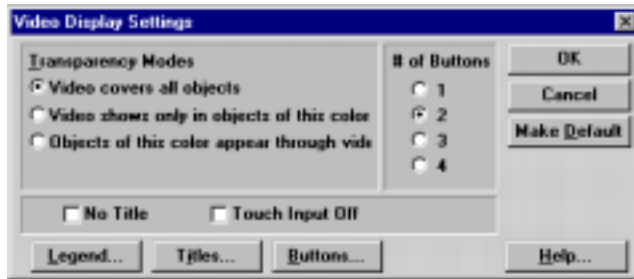 Video Display Settings
Transparency Modes
Video covers all objects
Video shows only in objects of this color
Objects of this color appear through vide
# of Buttons
1
2
3
4
OK
Cancel
Make Default
No Title
Touch Input Off
Legend...
Titles...
Buttons...
Help...